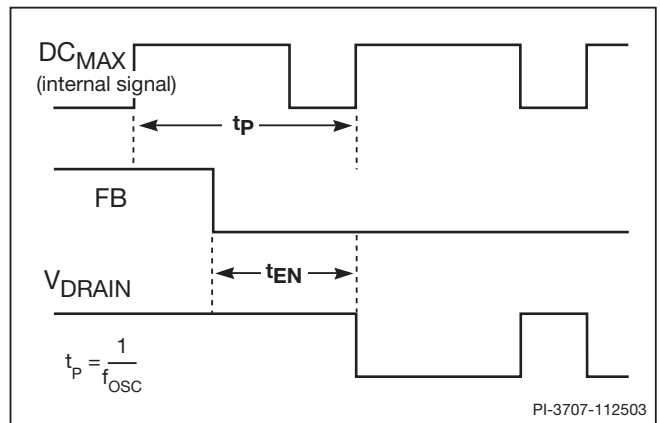 DCMAX
(internal signal)
tP
FB
tEN
VDRAIN
tP = 1/fOSC
PI-3707-112503